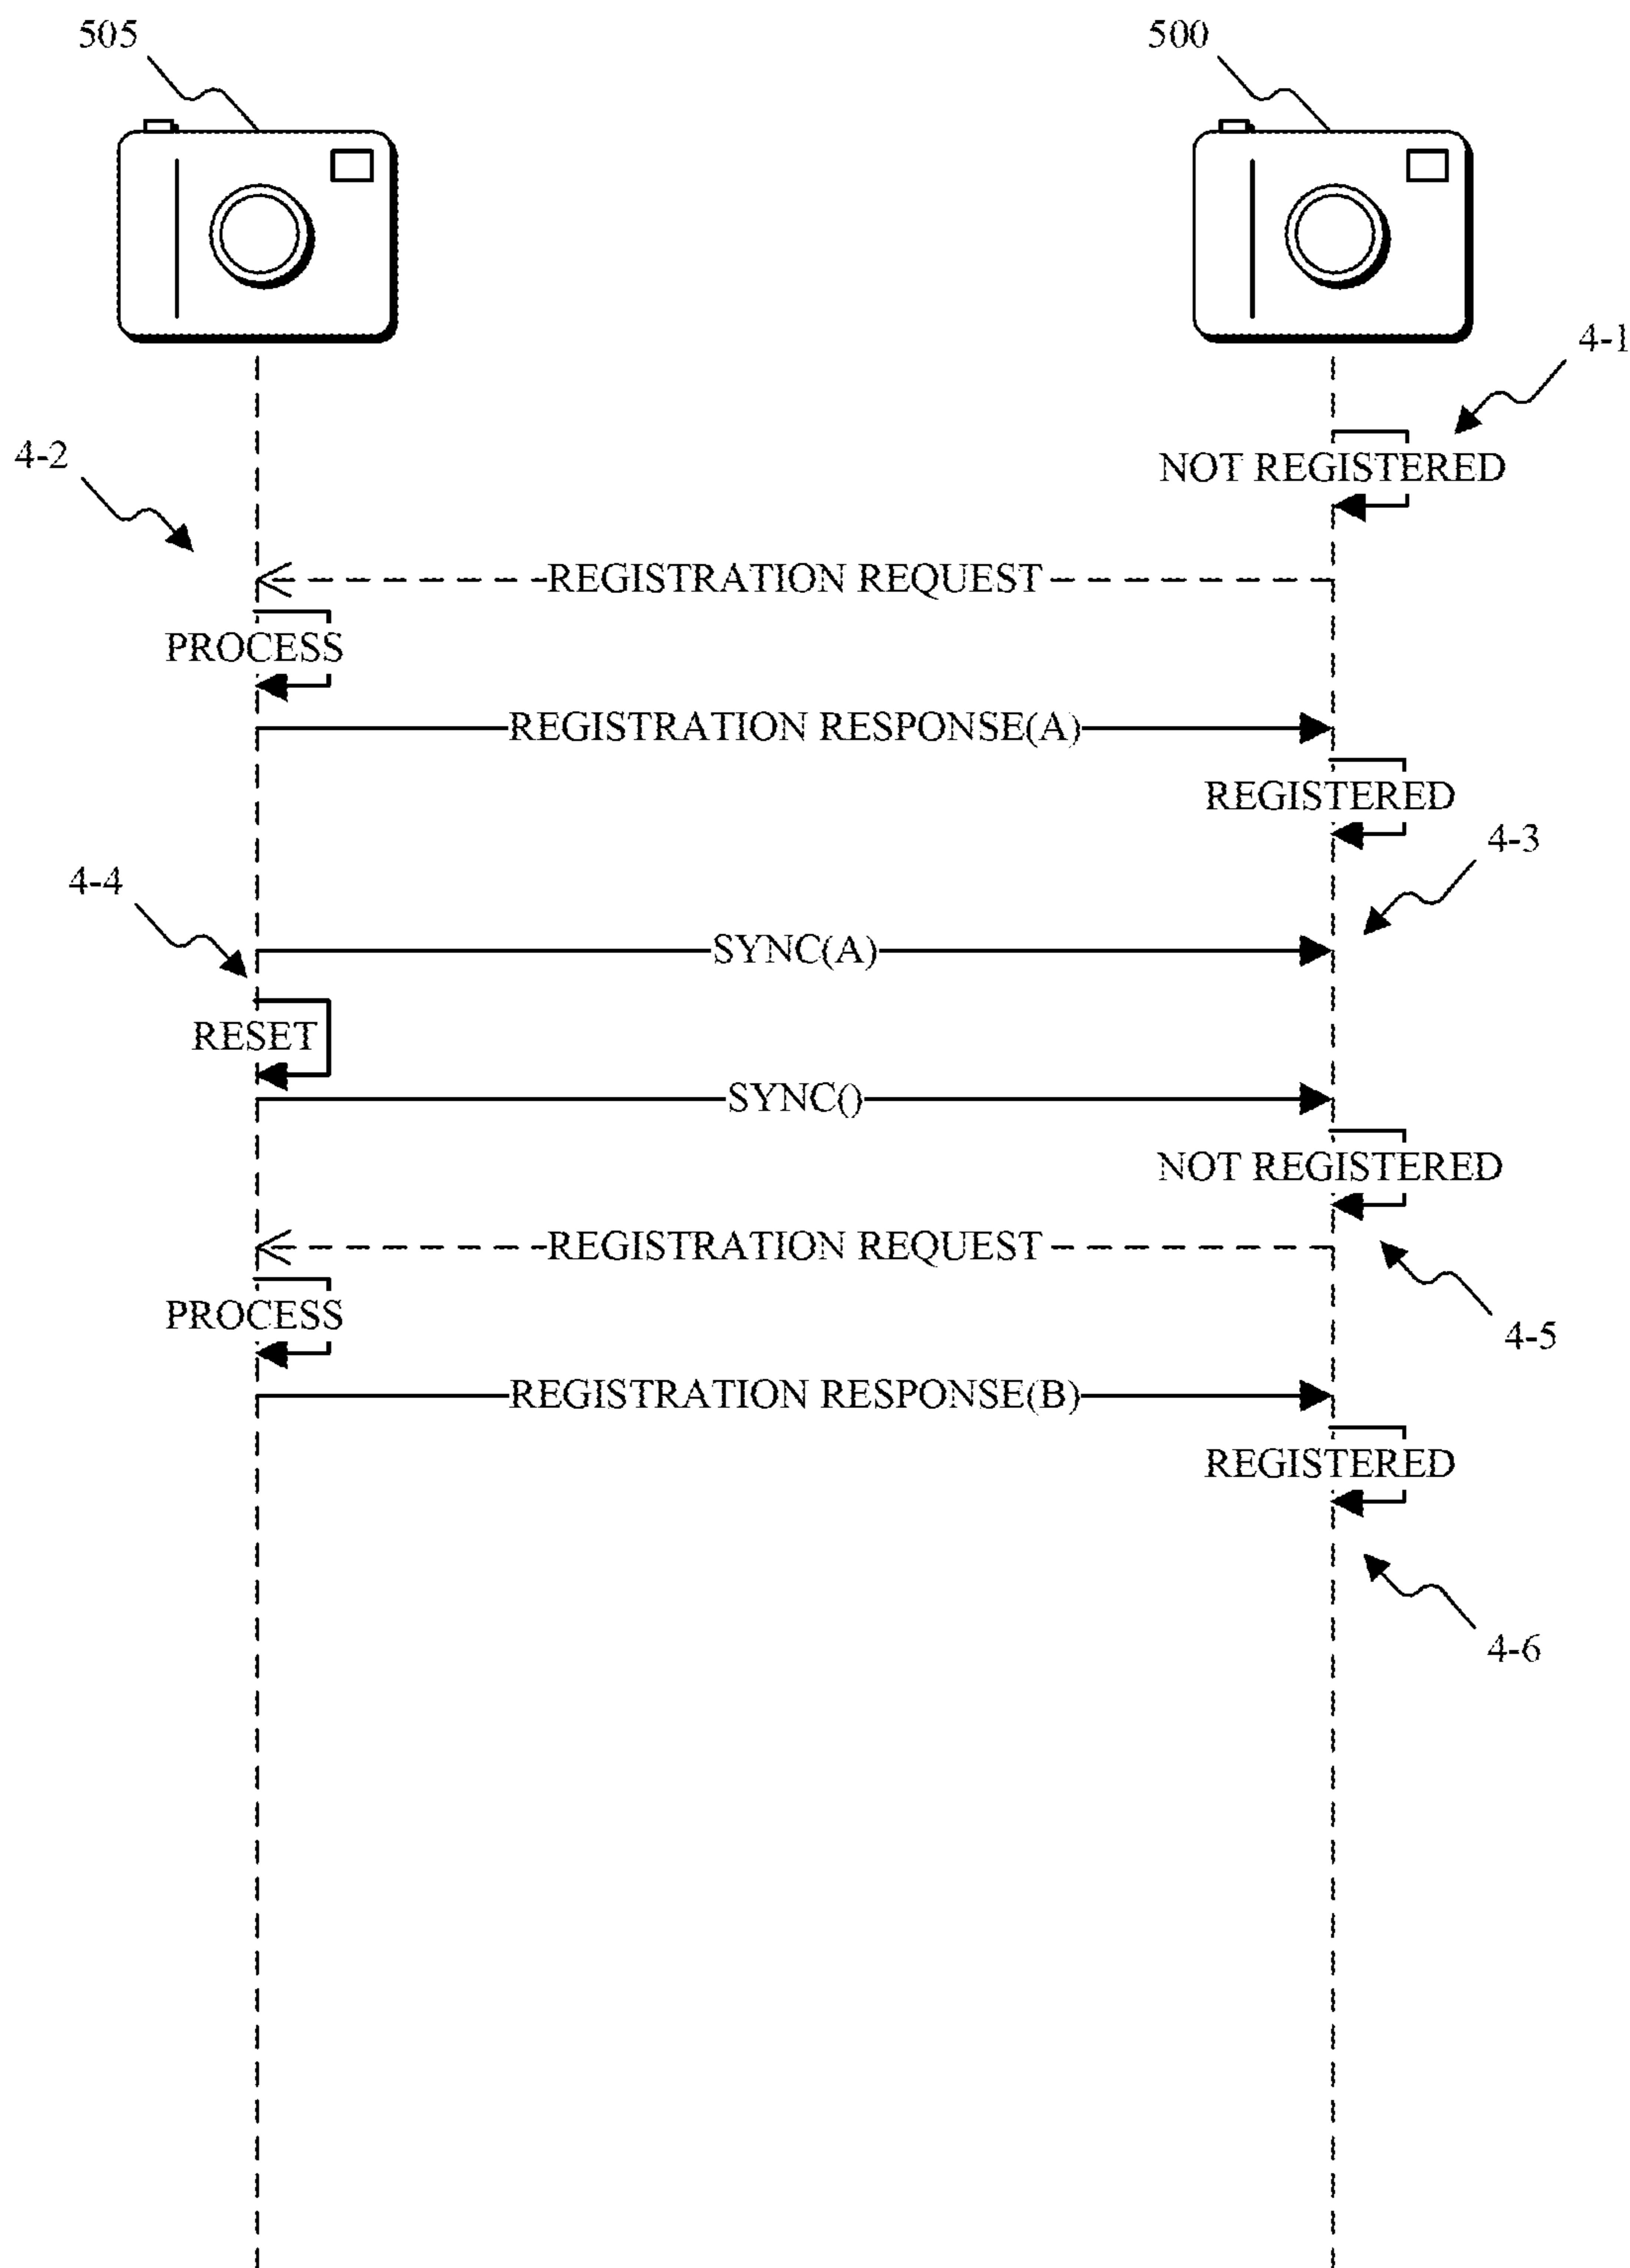 505
500
4-1
4-2
NOT REGISTERED
REGISTRATION REQUEST
PROCESS
REGISTRATION RESPONSE(A)
REGISTERED
4-3
4-4
SYNC(A)
RESET
SYNC()
NOT REGISTERED
REGISTRATION REQUEST
PROCESS
4-5
REGISTRATION RESPONSE(B)
REGISTERED
4-6